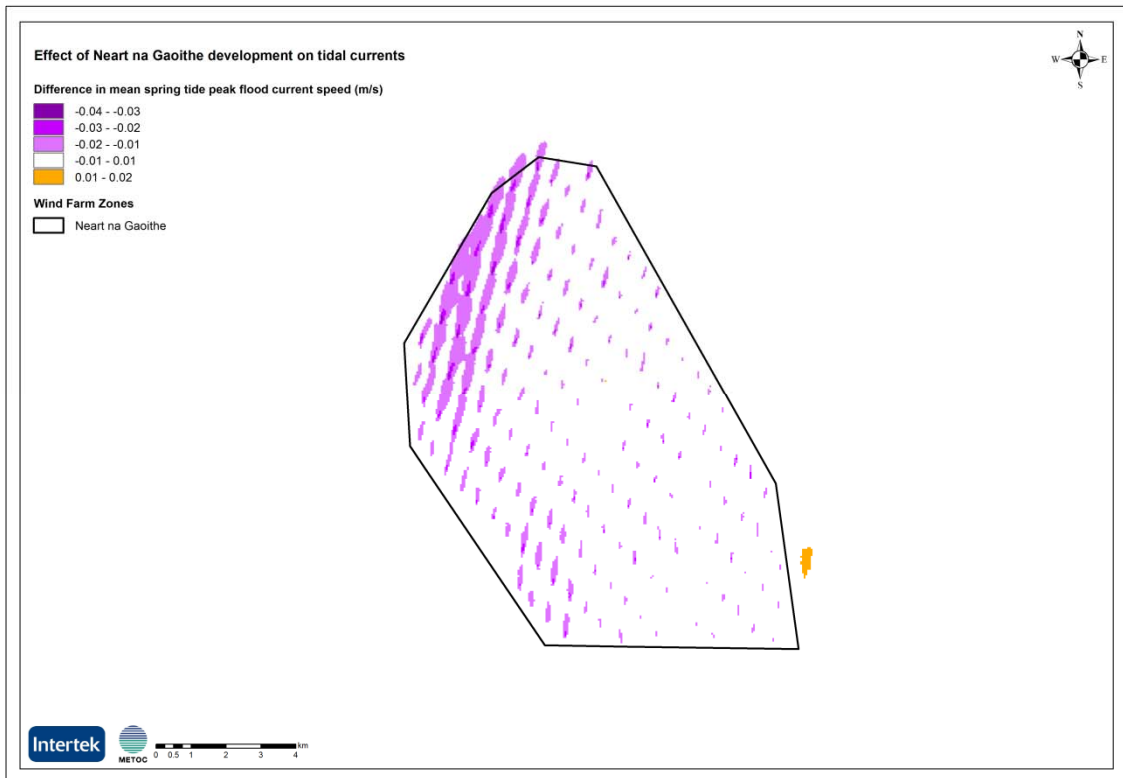 Effect of Neart na Gaoithe development on tidal currents
N
W E
S
Difference in mean spring tide peak flood current speed (m/s)
-0.04 - -0.03
-0.03 - -0.02
-0.02 - -0.01
-0.01 - 0.01
0.01 - 0.02
Wind Farm Zones
Neart na Gaoithe
Intertek
METOC
km
0 0.5 1 2 3 4